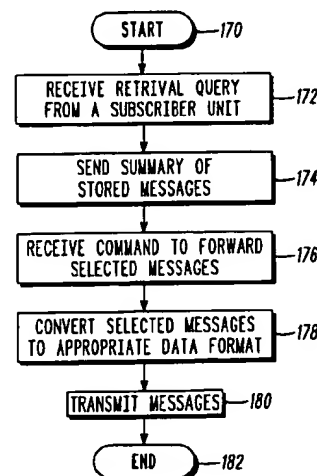 START
170
RECEIVE RETRIVAL QUERY
FROM A SUBSCRIBER UNIT
172
SEND SUMMARY OF
STORED MESSAGES
174
RECEIVE COMMAND TO FORWARD
SELECTED MESSAGES
176
CONVERT SELECTED MESSAGES
TO APPROPRIATE DATA FORMAT
178
TRANSMIT MESSAGES
180
END
182